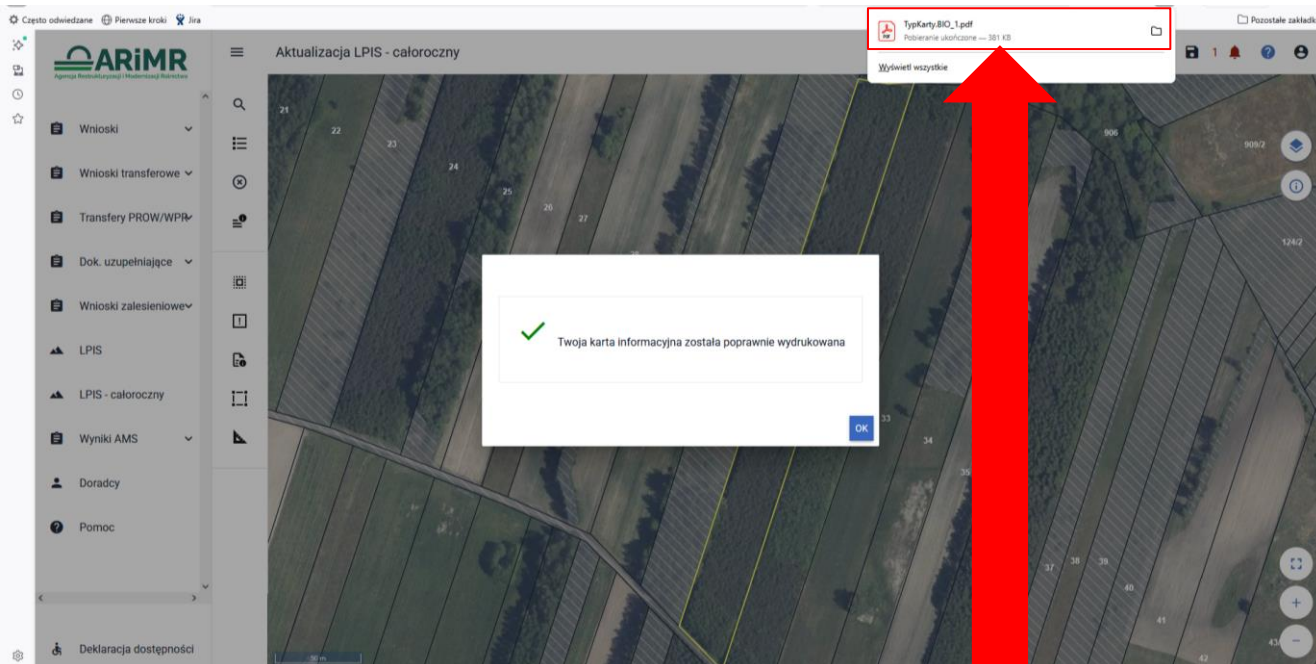 Często odwiedzane Pierwsze kroki Jira
TypKarty.BIO_1.pdf
Pobieranie ukończone — 381 KB
Wyświetl wszystkie
Pozostałe zakładki
ARiMR
Agencja Restrukturyzacji i Modernizacji Rolnictwa
Aktualizacja LPIS - całoroczny
1
Wnioski
Wnioski transferowe
Transfery PROW/WPR
Dok. uzupełniające
Wnioski zalesieniowe
LPIS
LPIS - całoroczny
Wyniki AMS
Doradcy
Pomoc
Deklaracja dostępności
21
22
23
24
25
26
27
906
909/2
124/2
Twoja karta informacyjna została poprawnie wydrukowana
OK
33
34
35
37
38
39
40
41
42
43
50 m